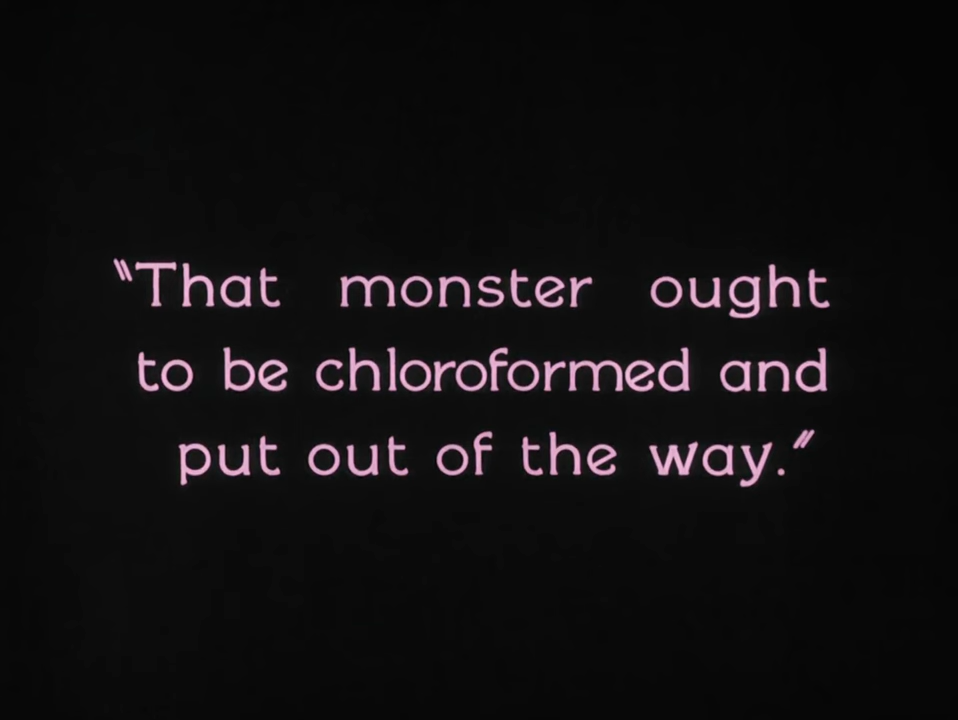 "That monster ought
to be chloroformed and
put out of the way."